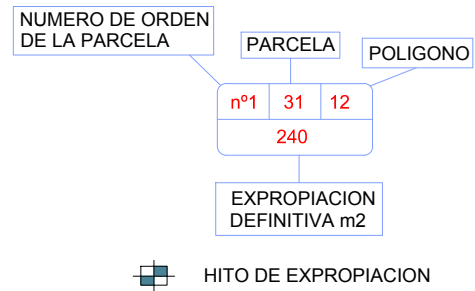 NUMERO DE ORDEN
DE LA PARCELA
PARCELA
POLIGONO
nº1 31 12
240
EXPROPIACION
DEFINITIVA m2
HITO DE EXPROPIACION